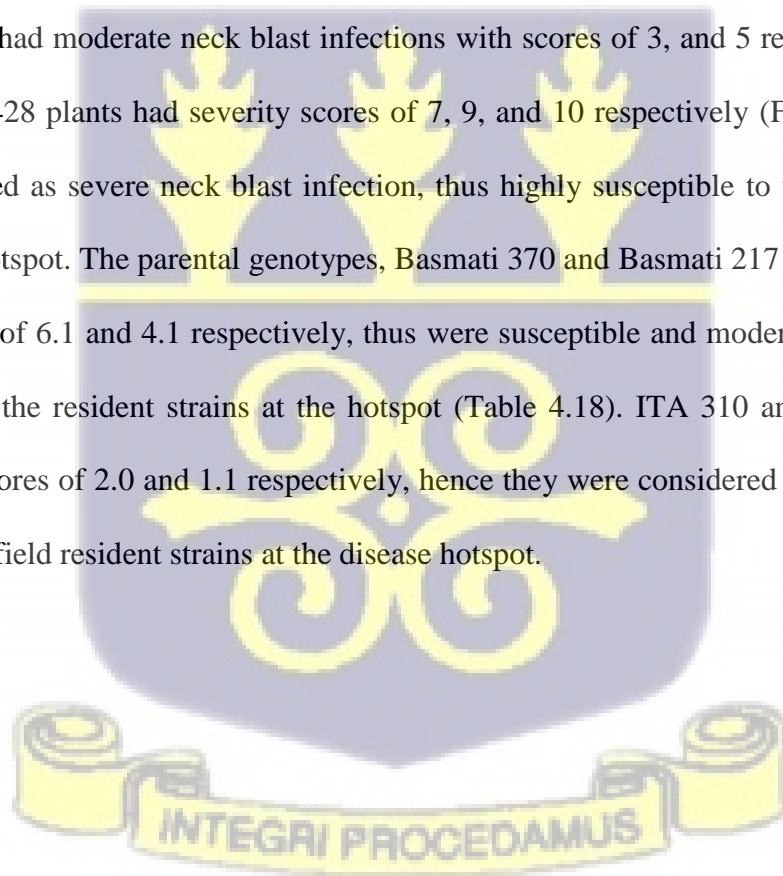 had moderate neck blast infections with scores of 3, and 5 re
-28 plants had severity scores of 7, 9, and 10 respectively (F
ed as severe neck blast infection, thus highly susceptible to
otspot. The parental genotypes, Basmati 370 and Basmati 217
of 6.1 and 4.1 respectively, thus were susceptible and moder
the resident strains at the hotspot (Table 4.18). ITA 310 an
cores of 2.0 and 1.1 respectively, hence they were considered
field resident strains at the disease hotspot.
INTEGRI PROCEDAMUS